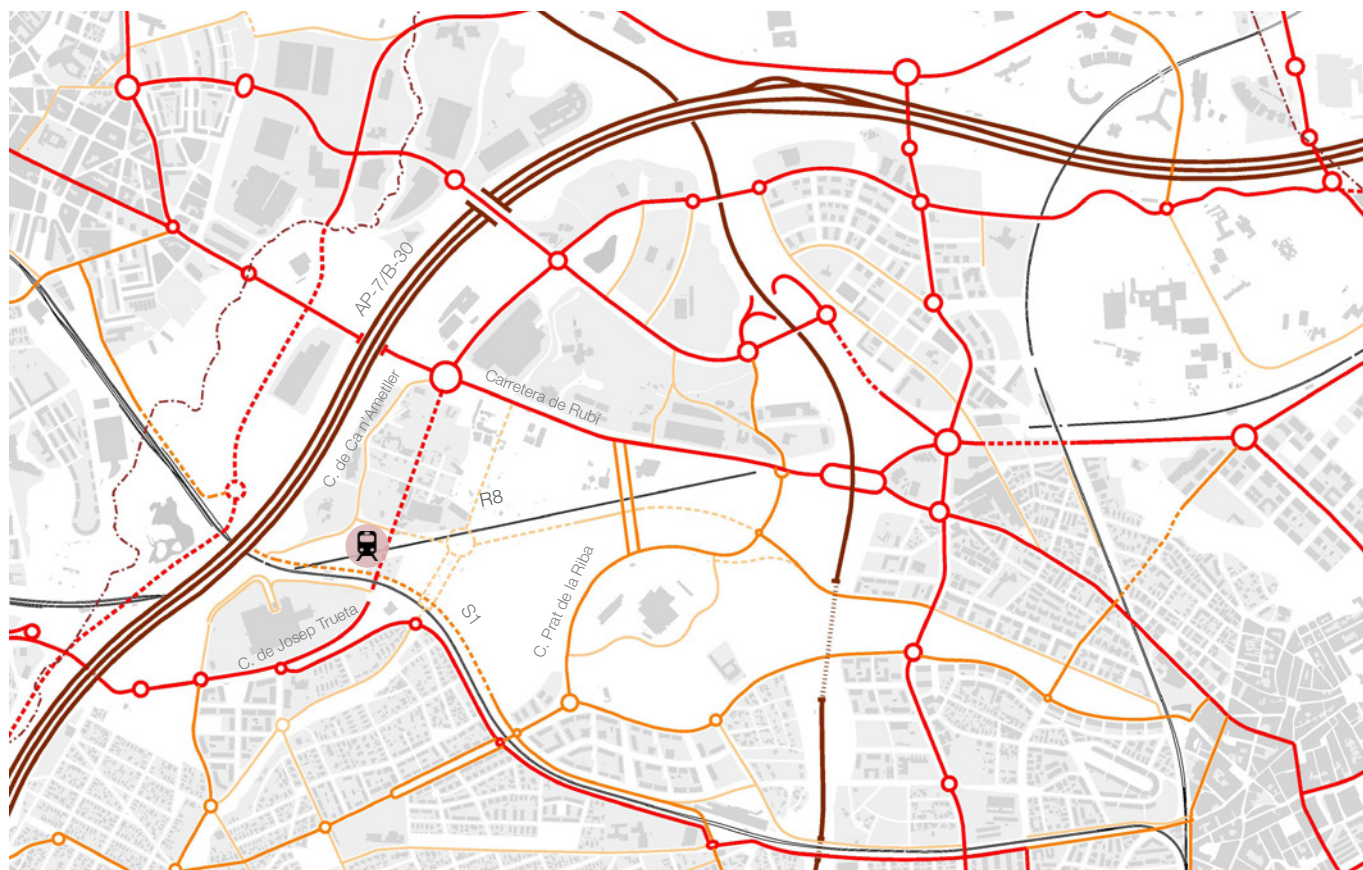 AP-7/B-30
C. de Ca n'Ametller
Carretera de Rubí
R8
C. Prat de la Riba
S1
C. de Josep Trueta